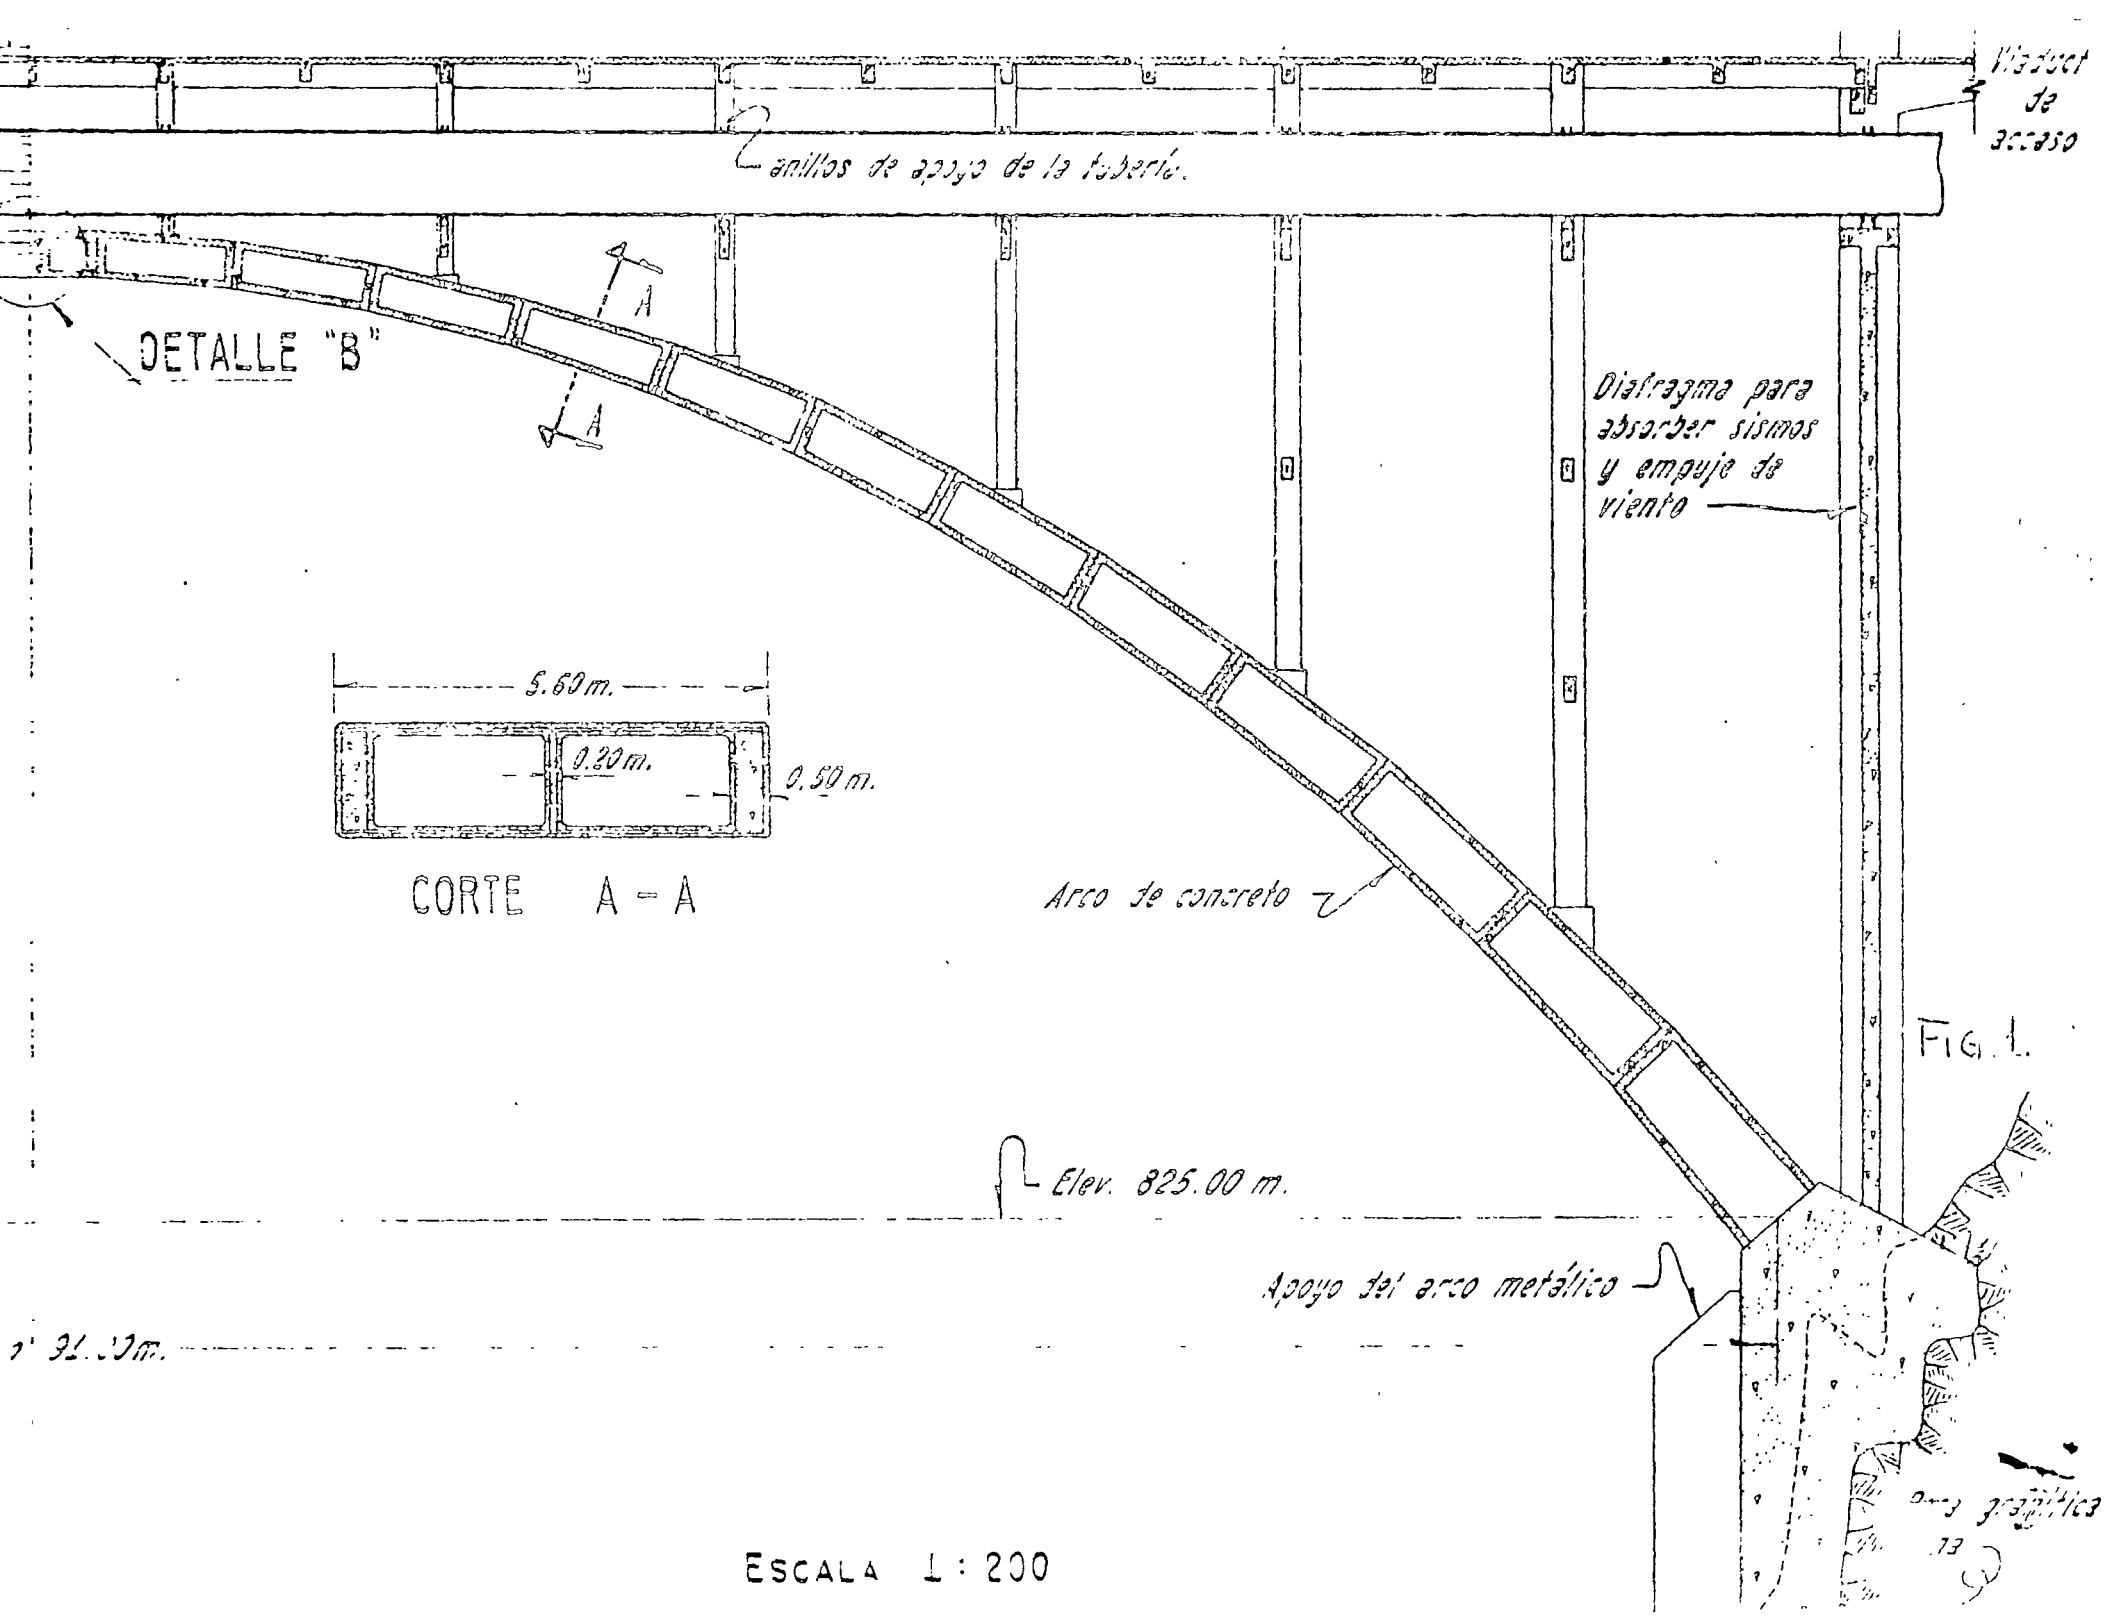 Viaduct
de
acceso
anillos de apoyo de la tubería.
A
DETALLE "B"
A
Diafragma para
absorber sismos
y empuje de
viento
5.60 m.
0.20 m.
0.50 m.
CORTE A - A
Arco de concreto
FIG. 1.
Elev. 825.00 m.
Apoyo del arco metálico
granítica
ESCALA 1:200